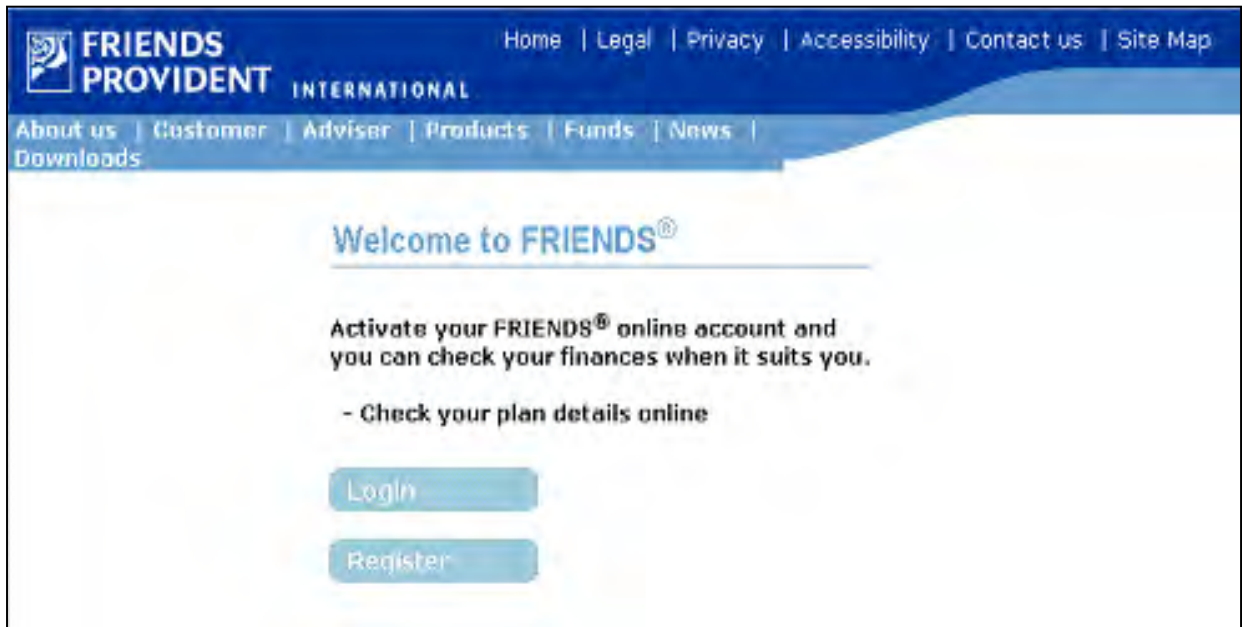 FRIENDS
PROVIDENT INTERNATIONAL
Home | Legal | Privacy | Accessibility | Contact us | Site Map
About us | Customer | Adviser | Products | Funds | News |
Downloads
Welcome to FRIENDS®
Activate your FRIENDS® online account and
you can check your finances when it suits you.
- Check your plan details online
Login
Register